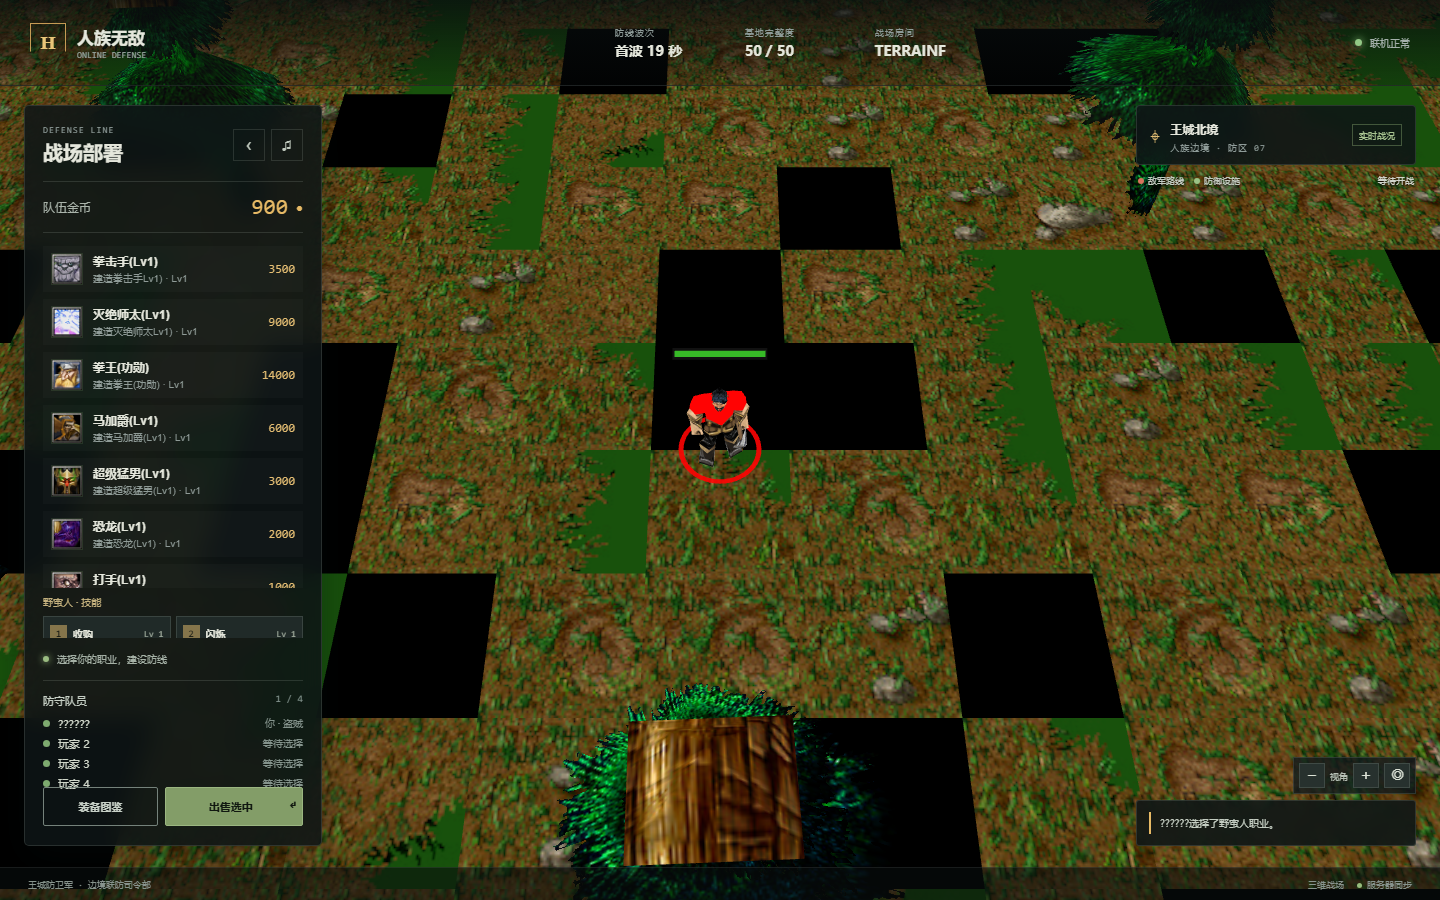 H
人族无敌
ONLINE DEFENSE
防线波次
首波 19 秒
基地完整度
50 / 50
战场房间
TERRAINF
联机正常
DEFENSE LINE
战场部署
队伍金币
900
拳击手(Lv1)
建造拳击手Lv1) · Lv1
3500
灭绝师太(Lv1)
建造灭绝师太Lv1) · Lv1
9000
拳王(功勋)
建造拳王(功勋) · Lv1
14000
马加爵(Lv1)
建造马加爵(Lv1) · Lv1
6000
超级猛男(Lv1)
建造超级猛男(Lv1) · Lv1
3000
恐龙(Lv1)
建造恐龙(Lv1) · Lv1
2000
打手(Lv1)
1000
野蛮人 · 技能
1 收购 Lv 1
2 闪烁 Lv 1
选择你的职业，建设防线
防守队员
1 / 4
??????
你 · 盗贼
玩家 2
等待选择
玩家 3
等待选择
玩家 4
等待选择
装备图鉴
出售选中
王城北境
人族边境 · 防区 07
实时战况
敌军路线
防御设施
等待开战
视角
??????选择了野蛮人职业。
王城防卫军 · 边境联防司令部
三维战场
服务器同步